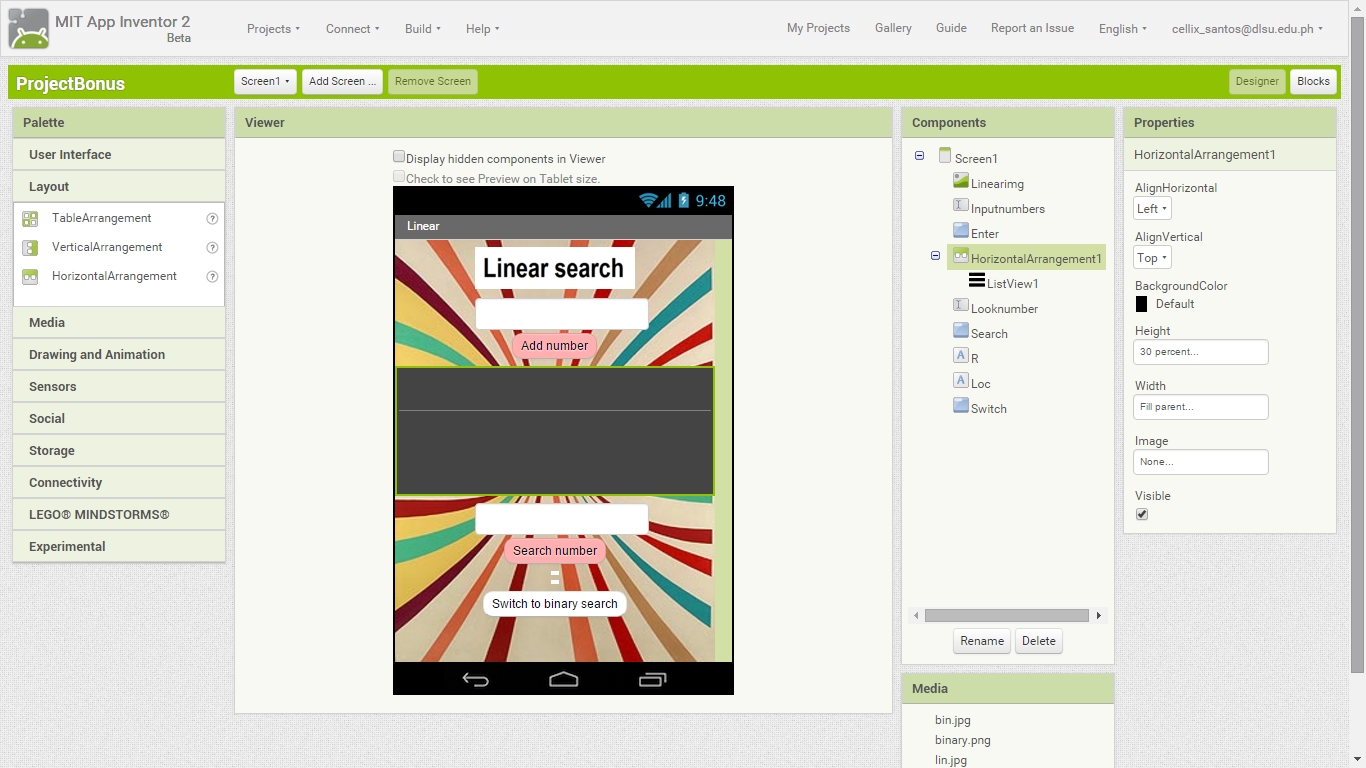 MIT App Inventor 2
Beta
Projects Connect Build Help My Projects Gallery Guide Report an Issue English cellix_santos@dlsu.edu.ph
ProjectBonus Screen1 Add Screen ... Remove Screen Designer Blocks
Palette
User Interface
Layout
TableArrangement ?
VerticalArrangement ?
HorizontalArrangement ?
Media
Drawing and Animation
Sensors
Social
Storage
Connectivity
LEGO® MINDSTORMS®
Experimental
Viewer
Display hidden components in Viewer
Check to see Preview on Tablet size.
9:48
Linear
Linear search
Add number
Search number
Switch to binary search
Components
Screen1
Linearimg
Inputnumbers
Enter
HorizontalArrangement1
ListView1
Looknumber
Search
A R
A Loc
Switch
Rename Delete
Media
bin.jpg
binary.png
lin.jpg
Properties
HorizontalArrangement1
AlignHorizontal
Left
AlignVertical
Top
BackgroundColor
Default
Height
30 percent...
Width
Fill parent...
Image
None...
Visible